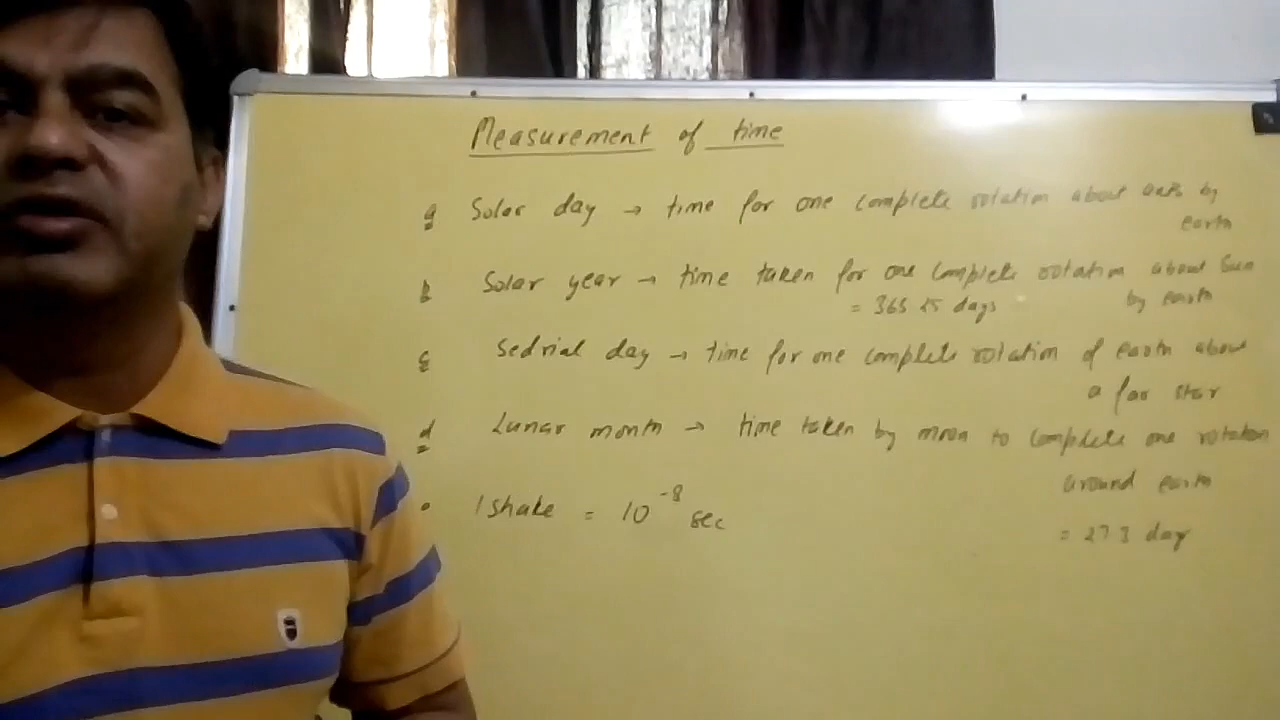 Measurement of time
a Solar day → time for one complete rotation about axis by
earth
b Solar year → time taken for one complete rotation about Sun
= 365.25 days by earth
c Sedrial day → time for one complete rotation of earth about
a far star
d Lunar month → time taken by moon to complete one rotation
around earth
• 1 shake = 10⁻⁸ sec
= 27.3 day